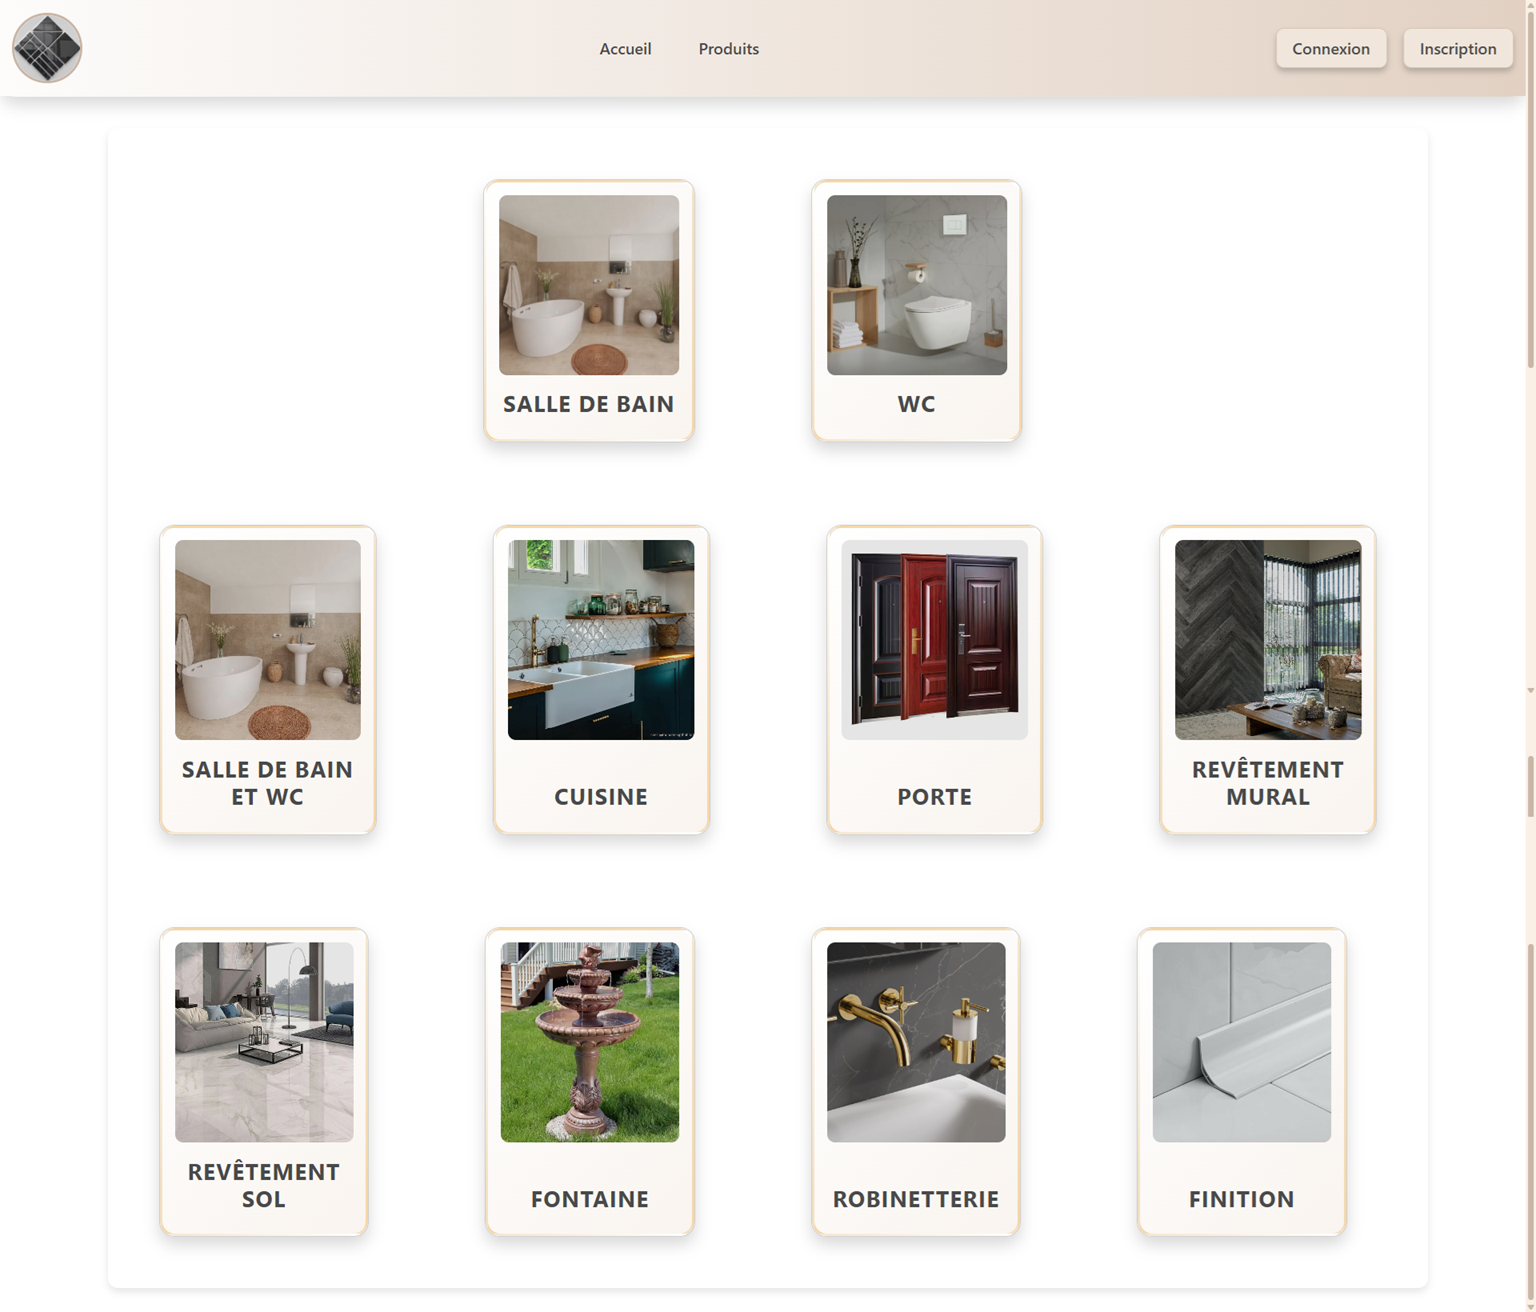 Accueil
Produits
Connexion
Inscription
SALLE DE BAIN
WC
SALLE DE BAIN
ET WC
CUISINE
PORTE
REVÊTEMENT
MURAL
REVÊTEMENT
SOL
FONTAINE
ROBINETTERIE
FINITION